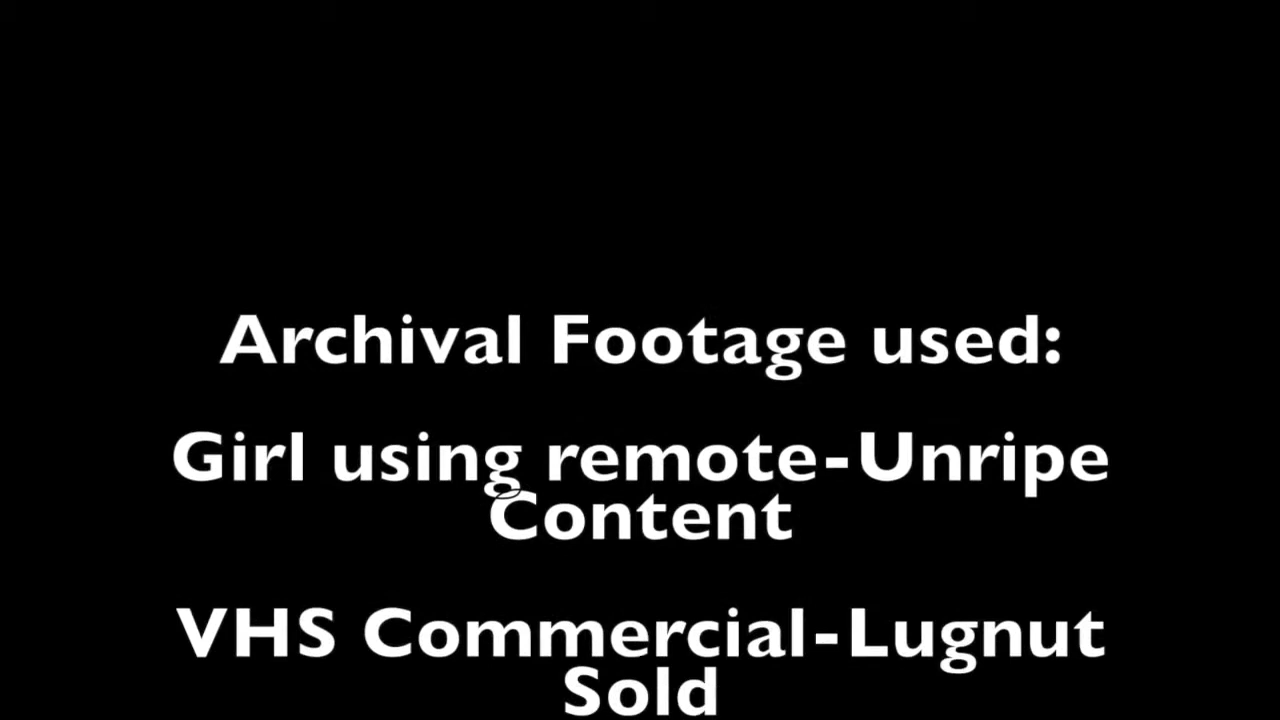 Archival Footage used:
Girl using remote-Unripe
Content
VHS Commercial-Lugnut
Sold